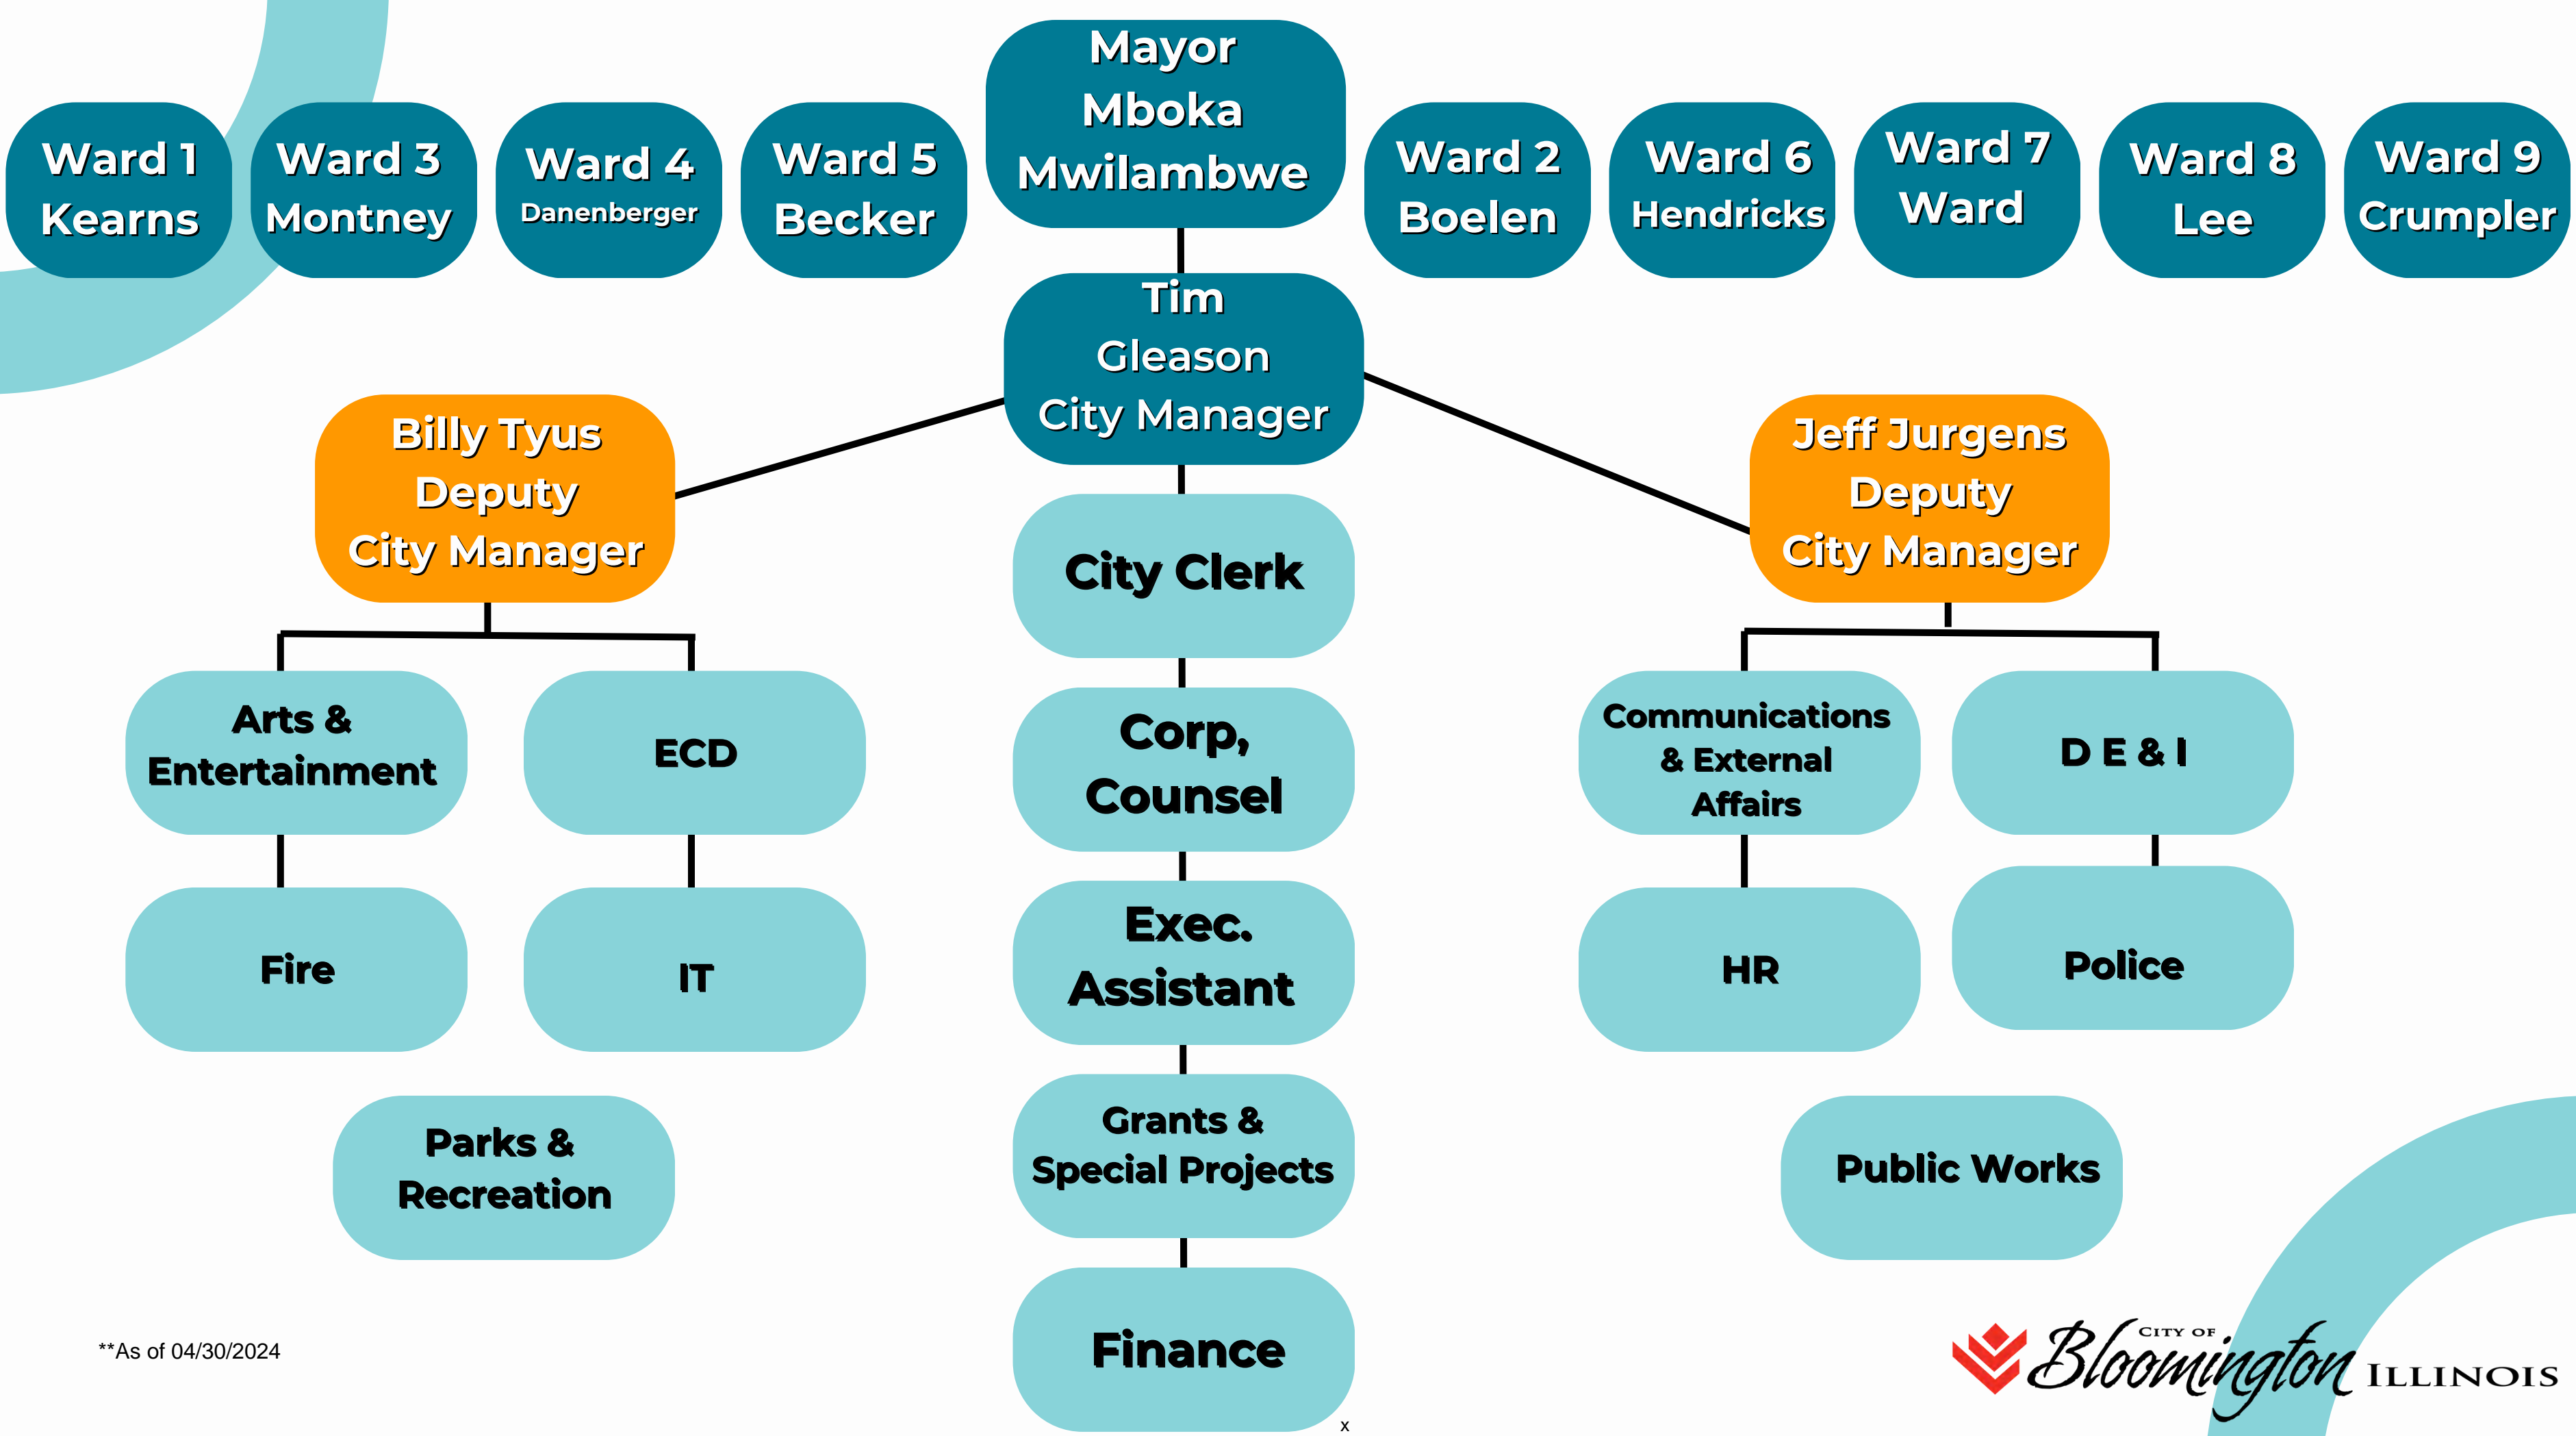 Mayor
Mboka
Mwilambwe
Ward 1
Kearns
Ward 3
Montney
Ward 4
Danenberger
Ward 5
Becker
Ward 2
Boelen
Ward 6
Hendricks
Ward 7
Ward
Ward 8
Lee
Ward 9
Crumpler
Tim
Gleason
City Manager
Billy Tyus
Deputy
City Manager
Jeff Jurgens
Deputy
City Manager
City Clerk
Corp,
Counsel
Exec.
Assistant
Grants &
Special Projects
Finance
Arts &
Entertainment
ECD
Fire
IT
Parks &
Recreation
Communications
& External
Affairs
D E & I
HR
Police
Public Works
**As of 04/30/2024
x
CITY OF
Bloomington ILLINOIS